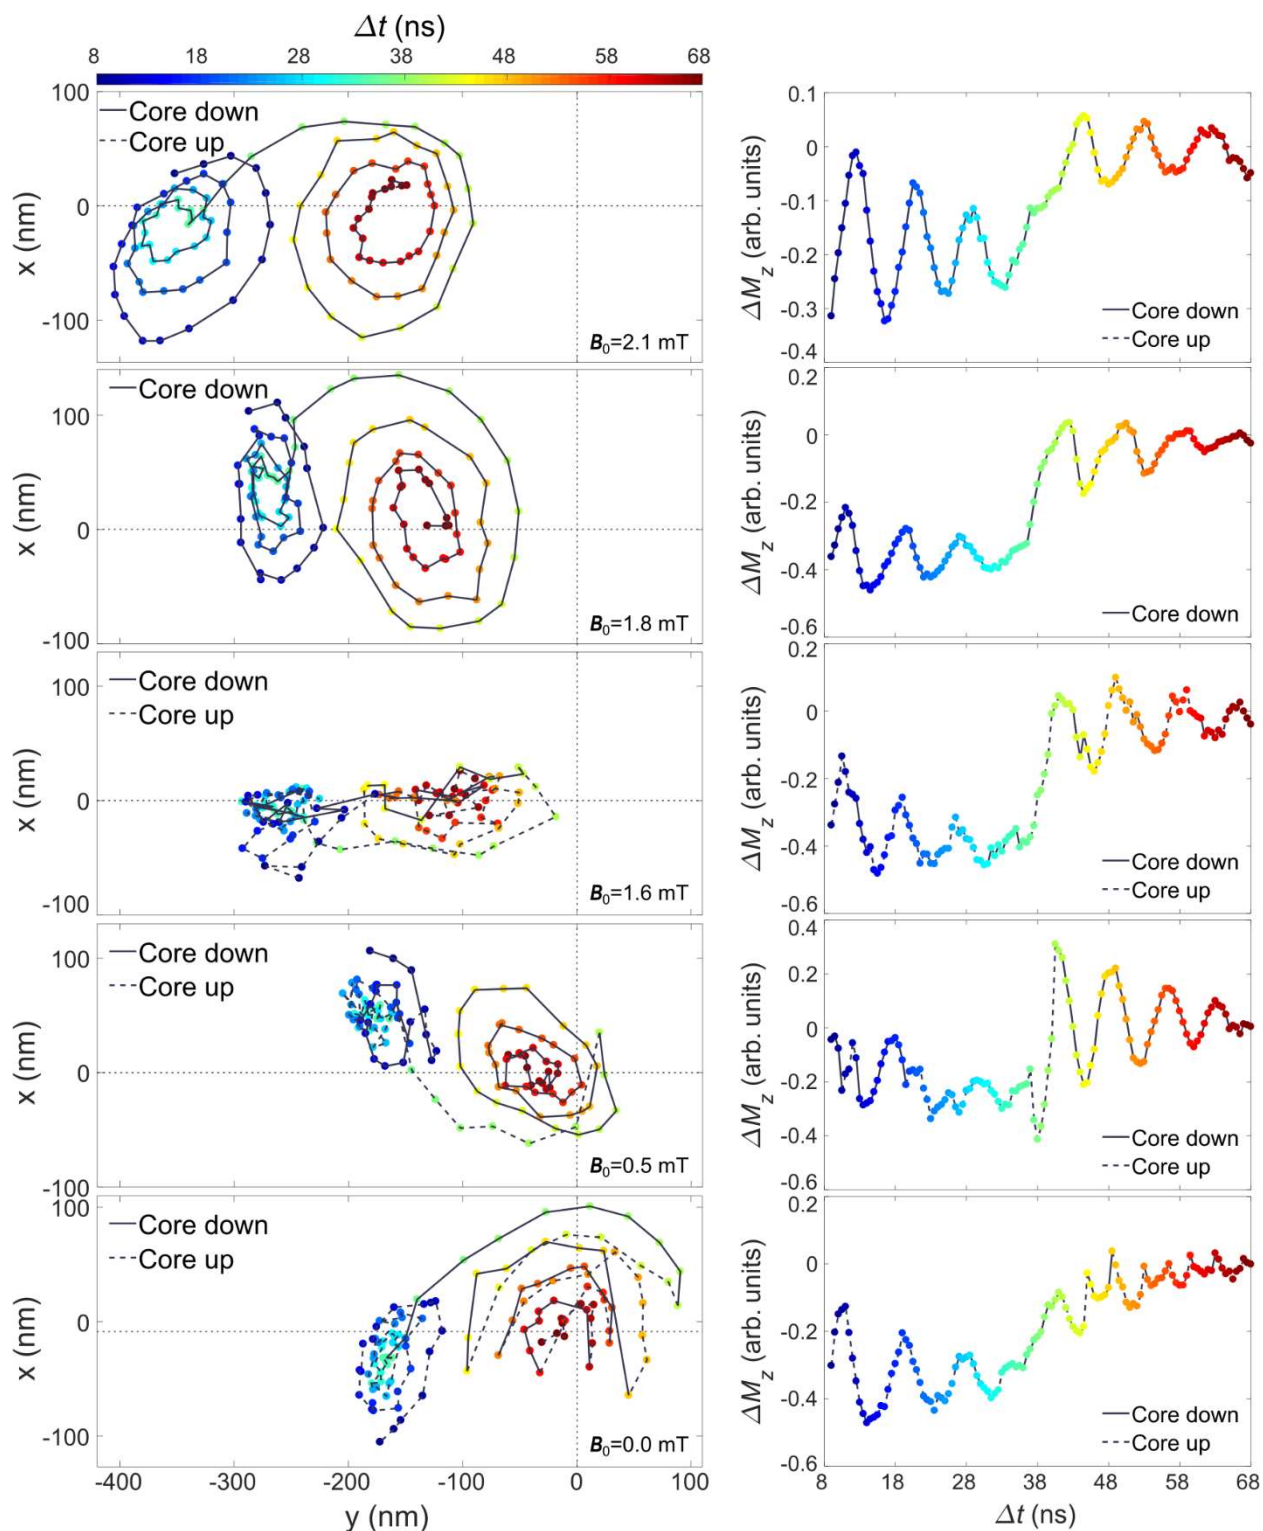 Δt (ns)
8 18 28 38 48 58 68
100
0
-100
x (nm)
Core down
Core up
B0=2.1 mT
0.1
0
-0.1
-0.2
-0.3
-0.4
ΔMz (arb. units)
Core down
Core up
100
0
-100
x (nm)
Core down
B0=1.8 mT
0.2
0
-0.2
-0.4
-0.6
ΔMz (arb. units)
Core down
100
0
-100
x (nm)
Core down
Core up
B0=1.6 mT
0.2
0
-0.2
-0.4
-0.6
ΔMz (arb. units)
Core down
Core up
100
0
-100
x (nm)
Core down
Core up
B0=0.5 mT
0.4
0.2
0
-0.2
-0.4
-0.6
ΔMz (arb. units)
Core down
Core up
100
0
-100
x (nm)
Core down
Core up
B0=0.0 mT
-400 -300 -200 -100 0 100
y (nm)
0.2
0
-0.2
-0.4
-0.6
ΔMz (arb. units)
Core down
Core up
8 18 28 38 48 58 68
Δt (ns)